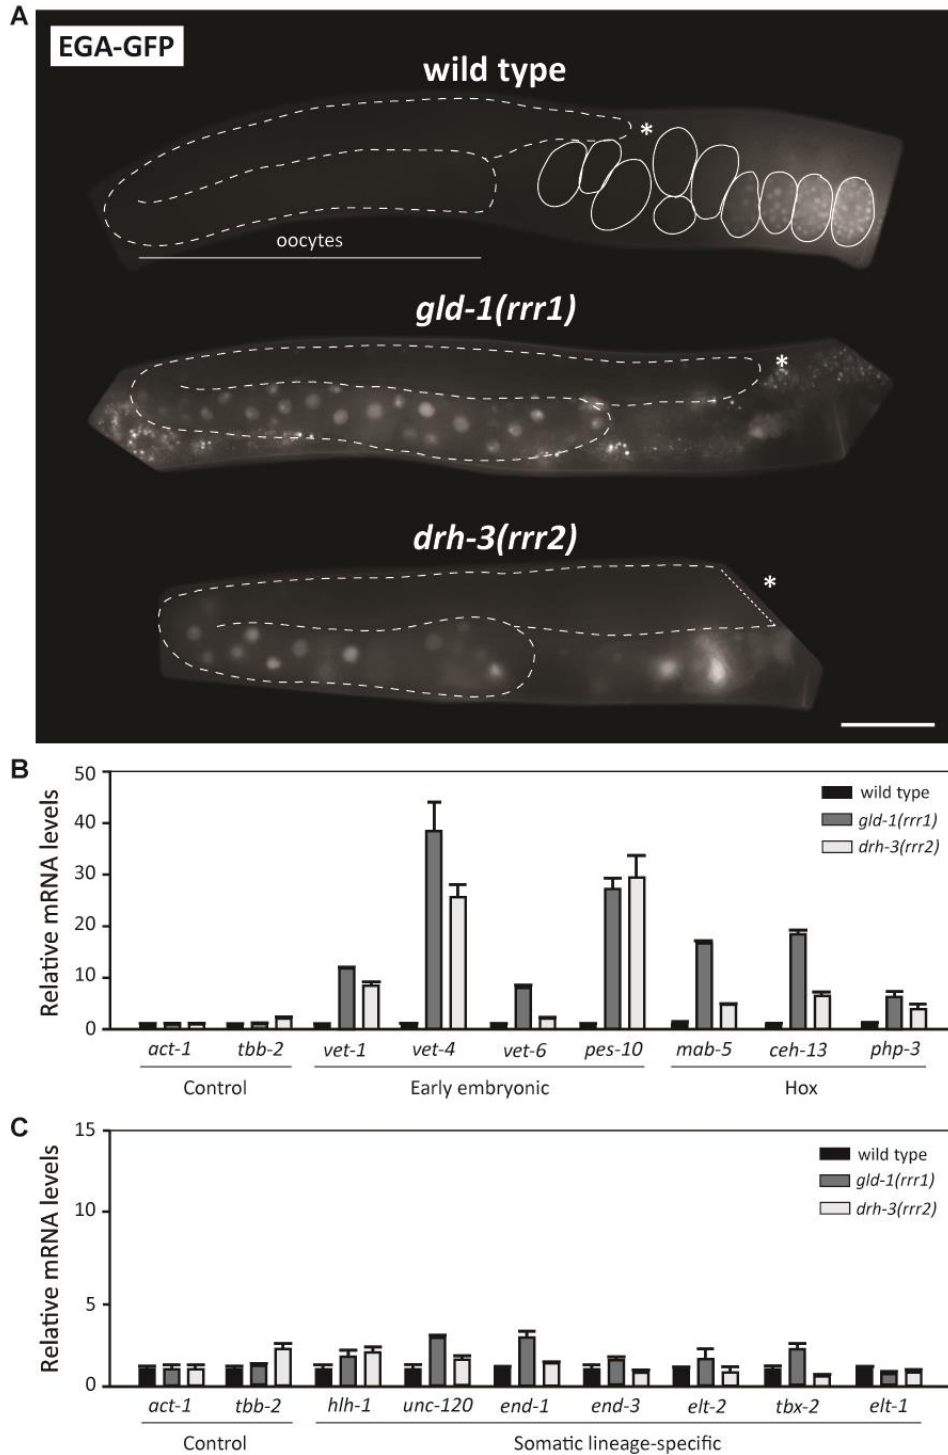 A
EGA-GFP
wild type
*
oocytes
gld-1(rrr1)
*
drh-3(rrr2)
*
B
Relative mRNA levels
50
40
30
20
10
0
wild type
gld-1(rrr1)
drh-3(rrr2)
act-1 tbb-2 vet-1 vet-4 vet-6 pes-10 mab-5 ceh-13 php-3
Control Early embryonic Hox
C
Relative mRNA levels
15
10
5
0
wild type
gld-1(rrr1)
drh-3(rrr2)
act-1 tbb-2 hlh-1 unc-120 end-1 end-3 elt-2 tbx-2 elt-1
Control Somatic lineage-specific